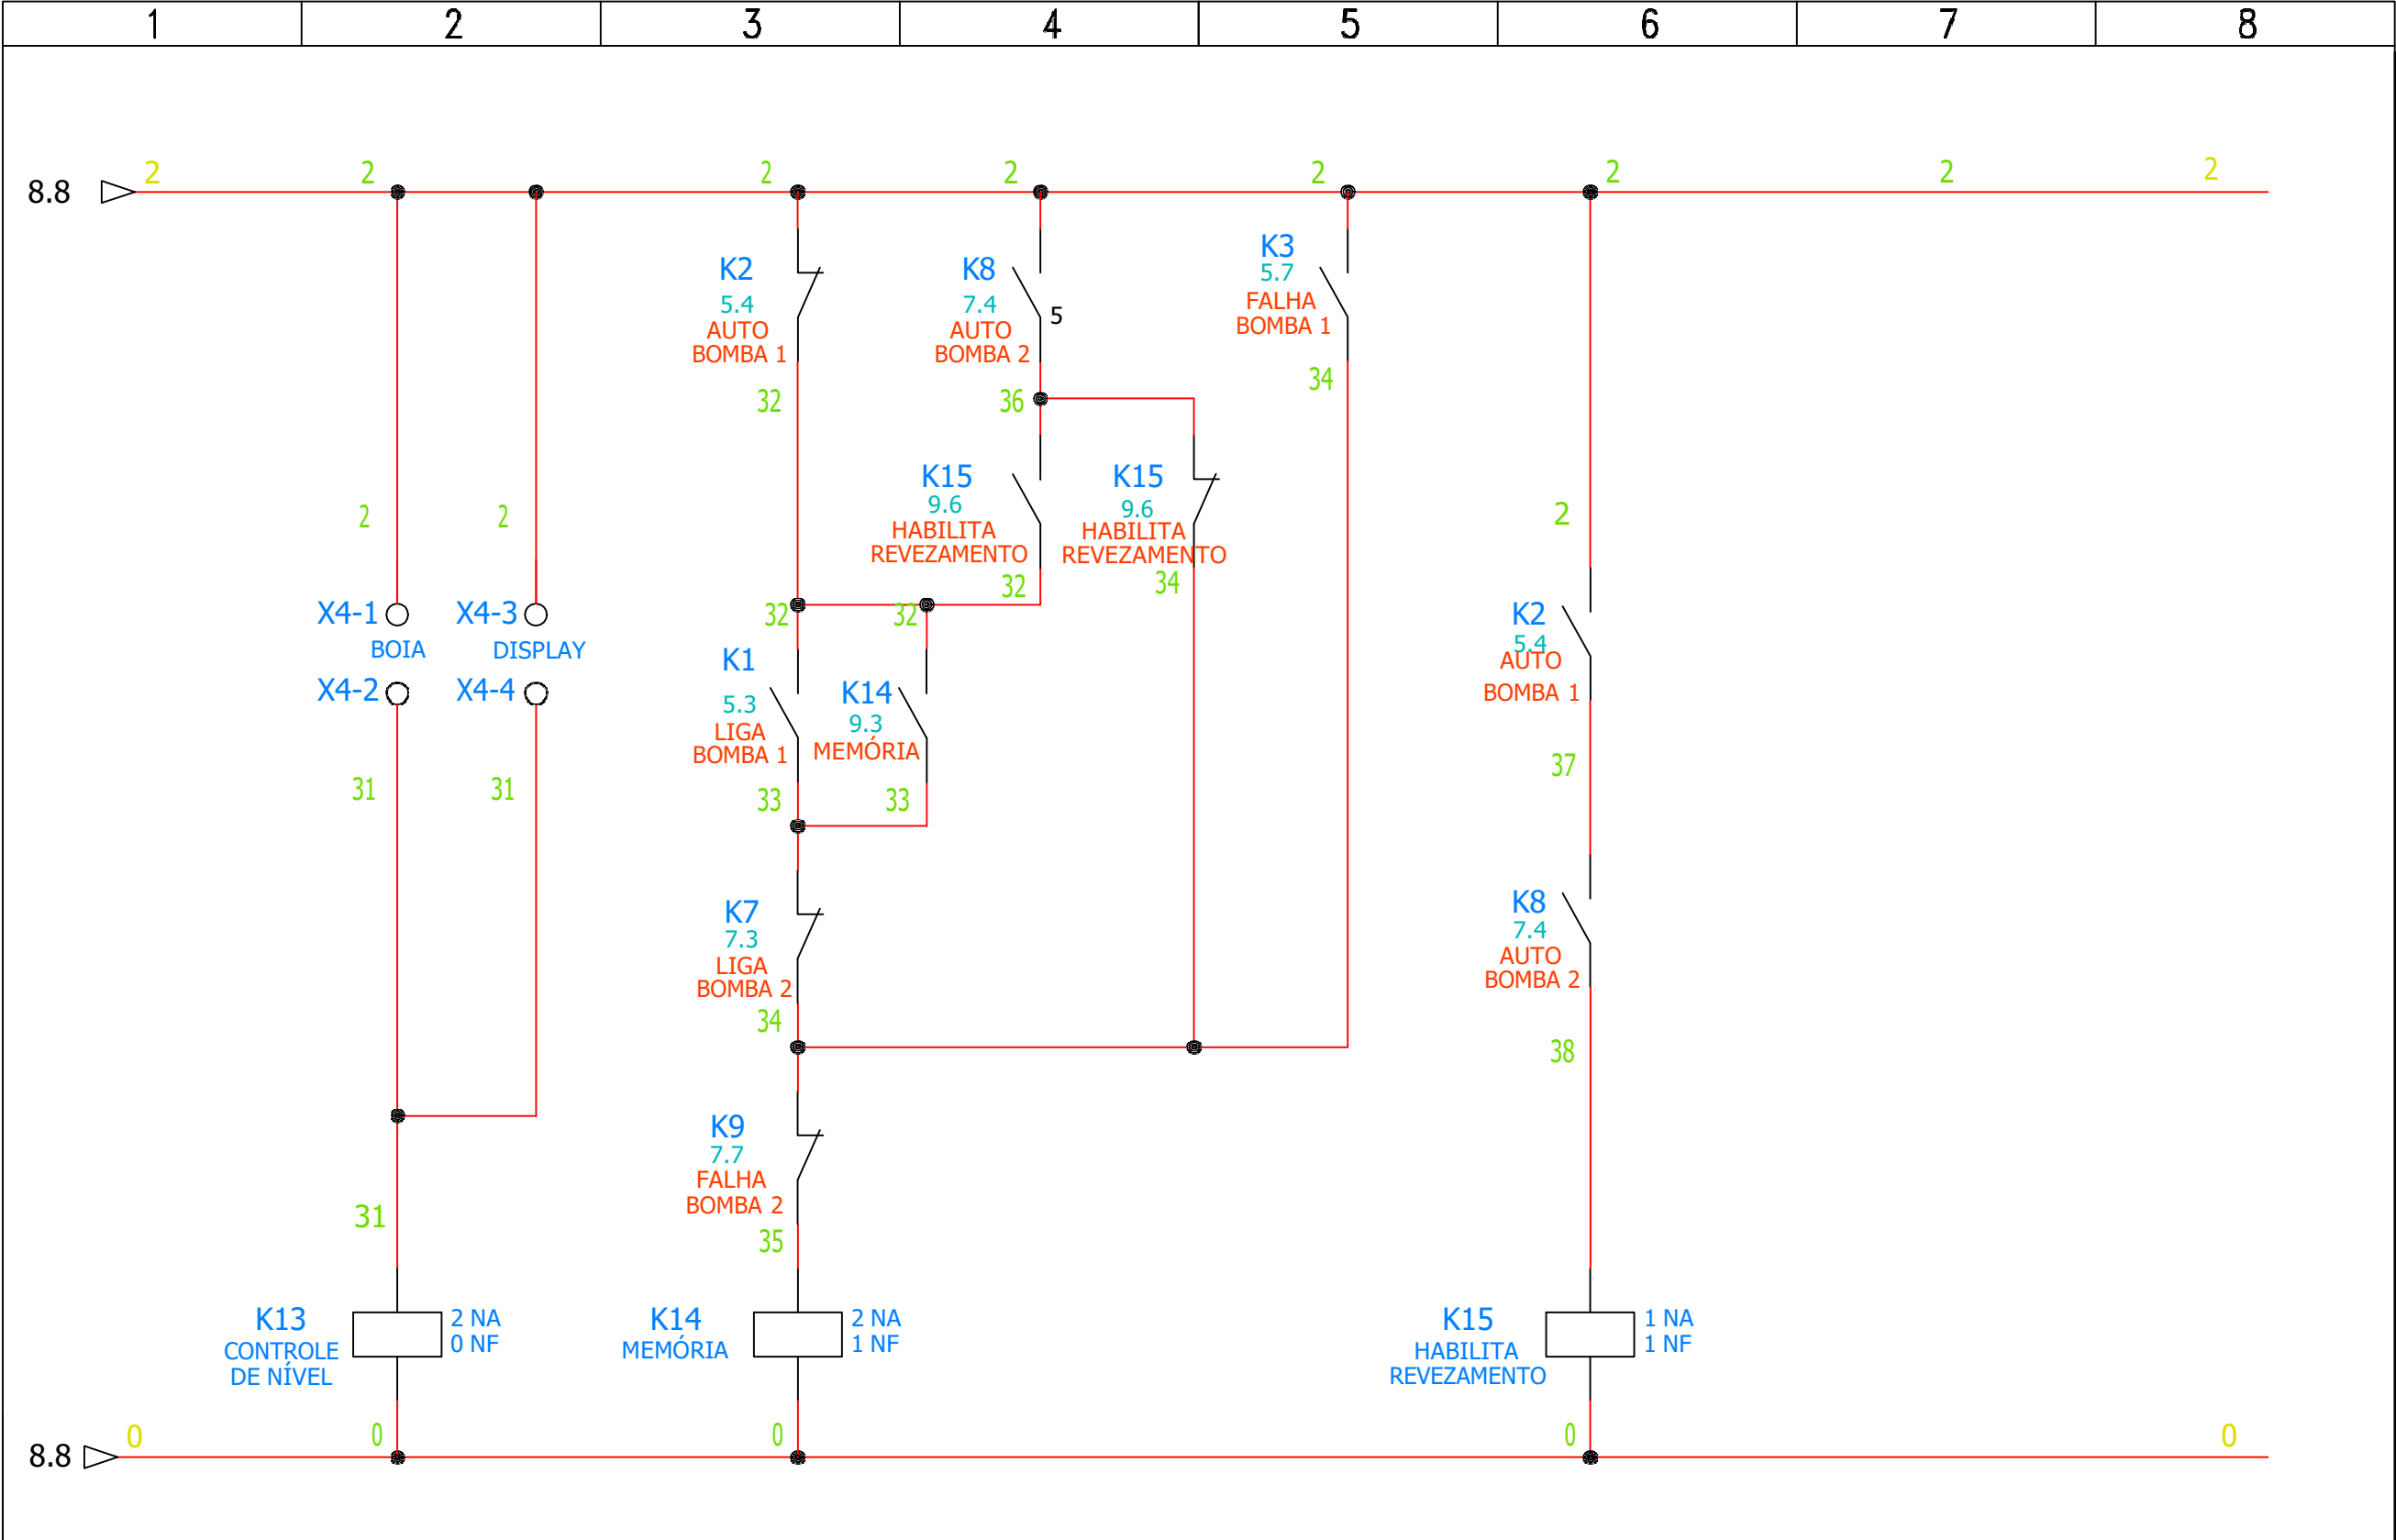 1 2 3 4 5 6 7 8
8.8 2 2 2 2 2 2 2 2
K2
5.4
AUTO
BOMBA 1
32
K8
7.4
5
AUTO
BOMBA 2
36
K3
5.7
FALHA
BOMBA 1
34
K15
9.6
HABILITA
REVEZAMENTO
32
K15
9.6
HABILITA
REVEZAMENTO
34
2 2 2
X4-1 X4-3
BOIA DISPLAY
X4-2 X4-4
31 31
32 32
K1
5.3
LIGA
BOMBA 1
33
K14
9.3
MEMÓRIA
33
K2
5.4
AUTO
BOMBA 1
37
K7
7.3
LIGA
BOMBA 2
34
K8
7.4
AUTO
BOMBA 2
38
K9
7.7
FALHA
BOMBA 2
35
31
K13
CONTROLE
DE NÍVEL
2 NA
0 NF
K14
MEMÓRIA
2 NA
1 NF
K15
HABILITA
REVEZAMENTO
1 NA
1 NF
8.8 0 0 0 0 0